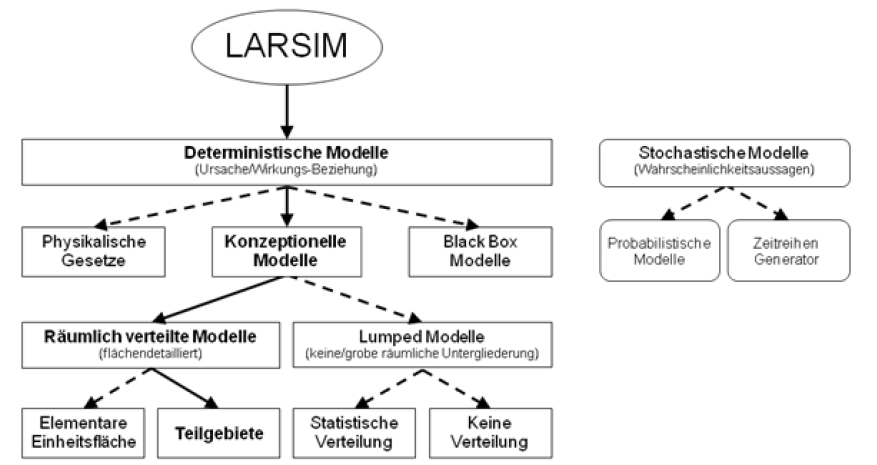 LARSIM
Deterministische Modelle
(Ursache/Wirkungs-Beziehung)
Stochastische Modelle
(Wahrscheinlichkeitsaussagen)
Physikalische
Gesetze
Konzeptionelle
Modelle
Black Box
Modelle
Probabilistische
Modelle
Zeitreihen
Generator
Räumlich verteilte Modelle
(flächendetailliert)
Lumped Modelle
(keine/grobe räumliche Untergliederung)
Elementare
Einheitsfläche
Teilgebiete
Statistische
Verteilung
Keine
Verteilung